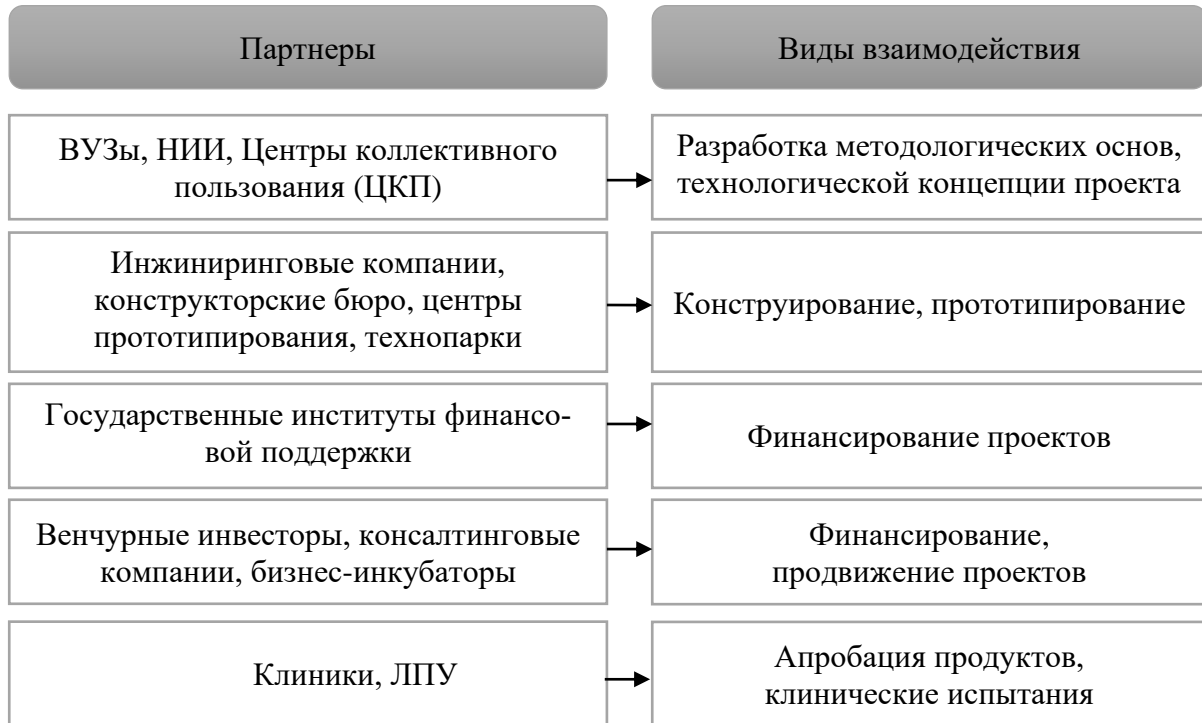 Партнеры
Виды взаимодействия
ВУЗы, НИИ, Центры коллективного
пользования (ЦКП)
Разработка методологических основ,
технологической концепции проекта
Инжиниринговые компании,
конструкторские бюро, центры
прототипирования, технопарки
Конструирование, прототипирование
Государственные институты финансо-
вой поддержки
Финансирование проектов
Венчурные инвесторы, консалтинговые
компании, бизнес-инкубаторы
Финансирование,
продвижение проектов
Клиники, ЛПУ
Апробация продуктов,
клинические испытания